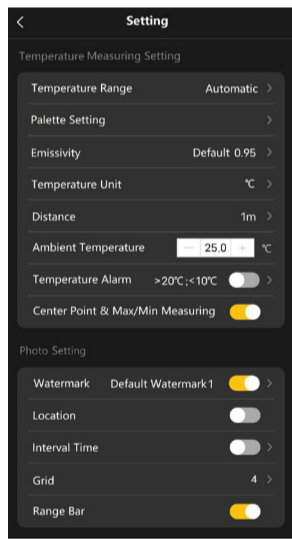 Setting
Temperature Measuring Setting
Temperature Range Automatic
Palette Setting
Emissivity Default 0.95
Temperature Unit ℃
Distance 1m
Ambient Temperature − 25.0 + ℃
Temperature Alarm >20℃;<10℃
Center Point & Max/Min Measuring
Photo Setting
Watermark Default Watermark1
Location
Interval Time
Grid 4
Range Bar